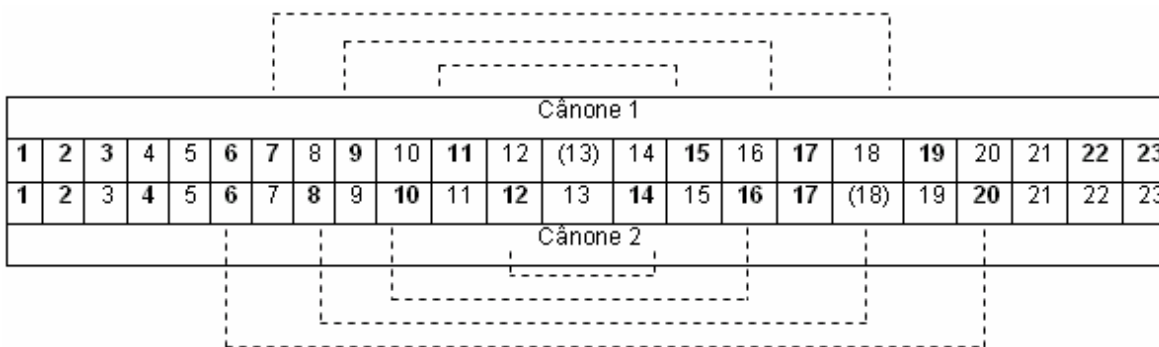 Cânone 1
1 2 3 4 5 6 7 8 9 10 11 12 (13) 14 15 16 17 18 19 20 21 22 23
1 2 3 4 5 6 7 8 9 10 11 12 13 14 15 16 17 (18) 19 20 21 22 23
Cânone 2